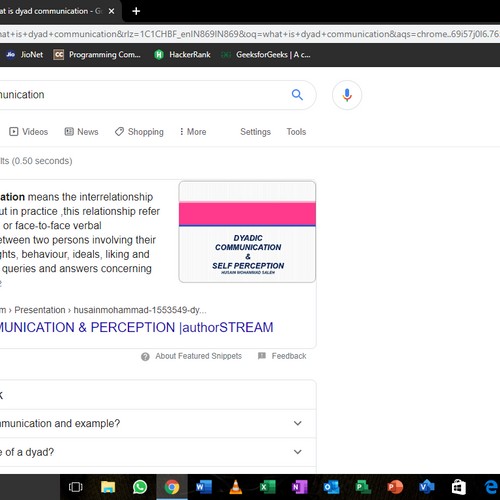 at is dyad communication - G
hat+is+dyad+communication&rlz=1C1CHBF_enIN869IN869&oq=what+is+dyad+communication&aqs=chrome..69i57j0l6.76
JioNet
Programming Com...
HackerRank
GeeksforGeeks | A c...
nunication
Videos
News
Shopping
More
Settings
Tools
lts (0.50 seconds)
ation means the interrelationship
ut in practice ,this relationship refer
or face-to-face verbal
etween two persons involving their
ghts, behaviour, ideals, liking and
queries and answers concerning
DYADIC
COMMUNICATION
&
SELF PERCEPTION
HUSAIN MOHAMMAD SALEH
m › Presentation › husainmohammad-1553549-dy...
MUNICATION & PERCEPTION |authorSTREAM
About Featured Snippets
Feedback
k
mmunication and example?
e of a dyad?